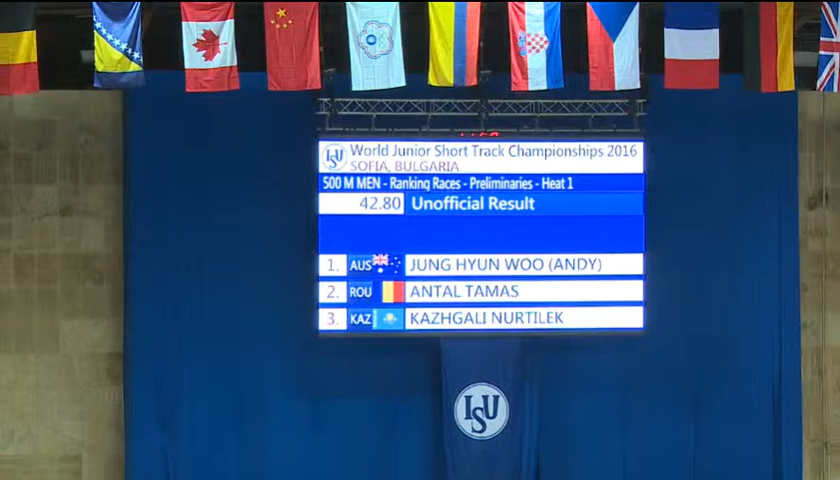 ISU World Junior Short Track Championships 2016
SOFIA, BULGARIA
500 M MEN - Ranking Races - Preliminaries - Heat 1
42.80 Unofficial Result
1. AUS JUNG HYUN WOO (ANDY)
2. ROU ANTAL TAMAS
3. KAZ KAZHGALI NURTILEK
ISU